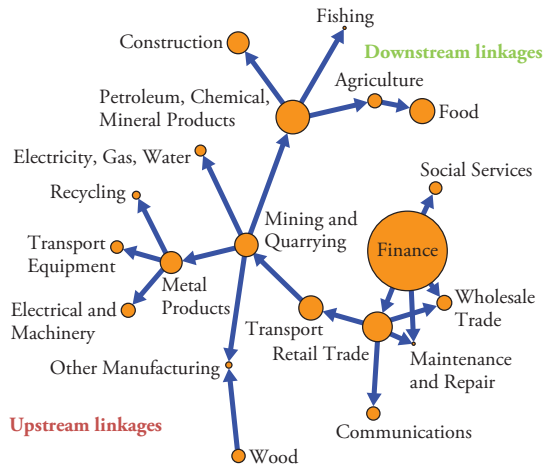 Fishing
Construction
Downstream linkages
Agriculture
Petroleum, Chemical,
Mineral Products
Food
Electricity, Gas, Water
Social Services
Recycling
Mining and
Quarrying
Finance
Transport
Equipment
Metal
Products
Wholesale
Trade
Electrical and
Machinery
Transport
Retail Trade
Maintenance
and Repair
Other Manufacturing
Upstream linkages
Communications
Wood